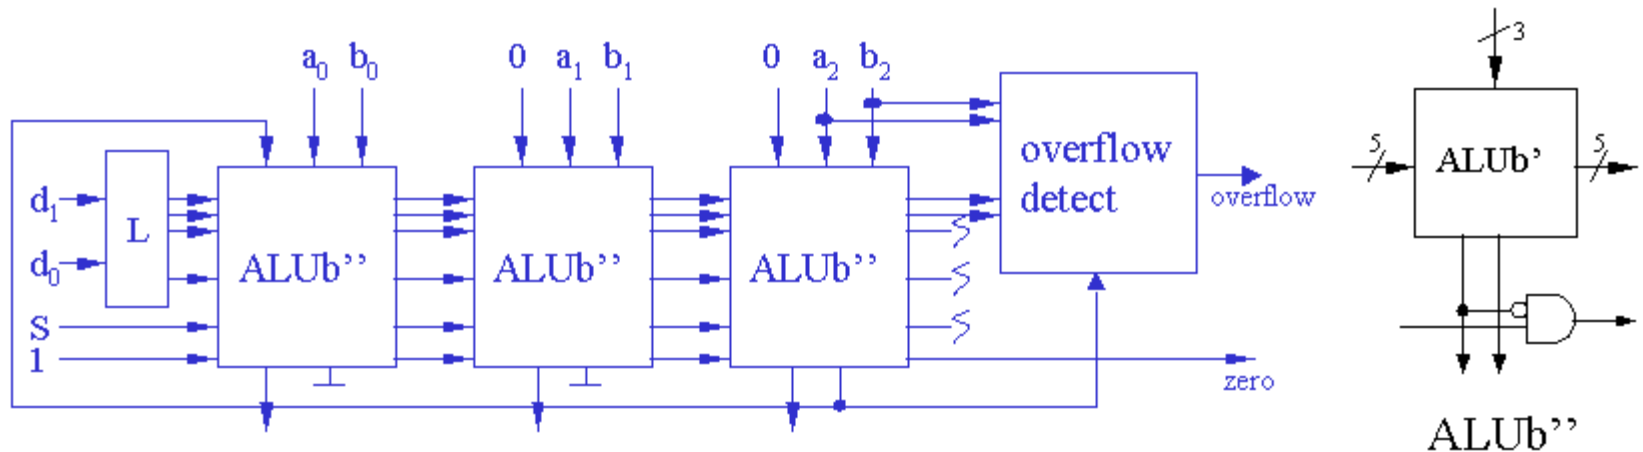 a0 b0
0 a1 b1
0 a2 b2
3
d1
d0
L
S
1
ALUb’’
ALUb’’
ALUb’’
overflow
detect
overflow
zero
5
ALUb’
5
ALUb’’